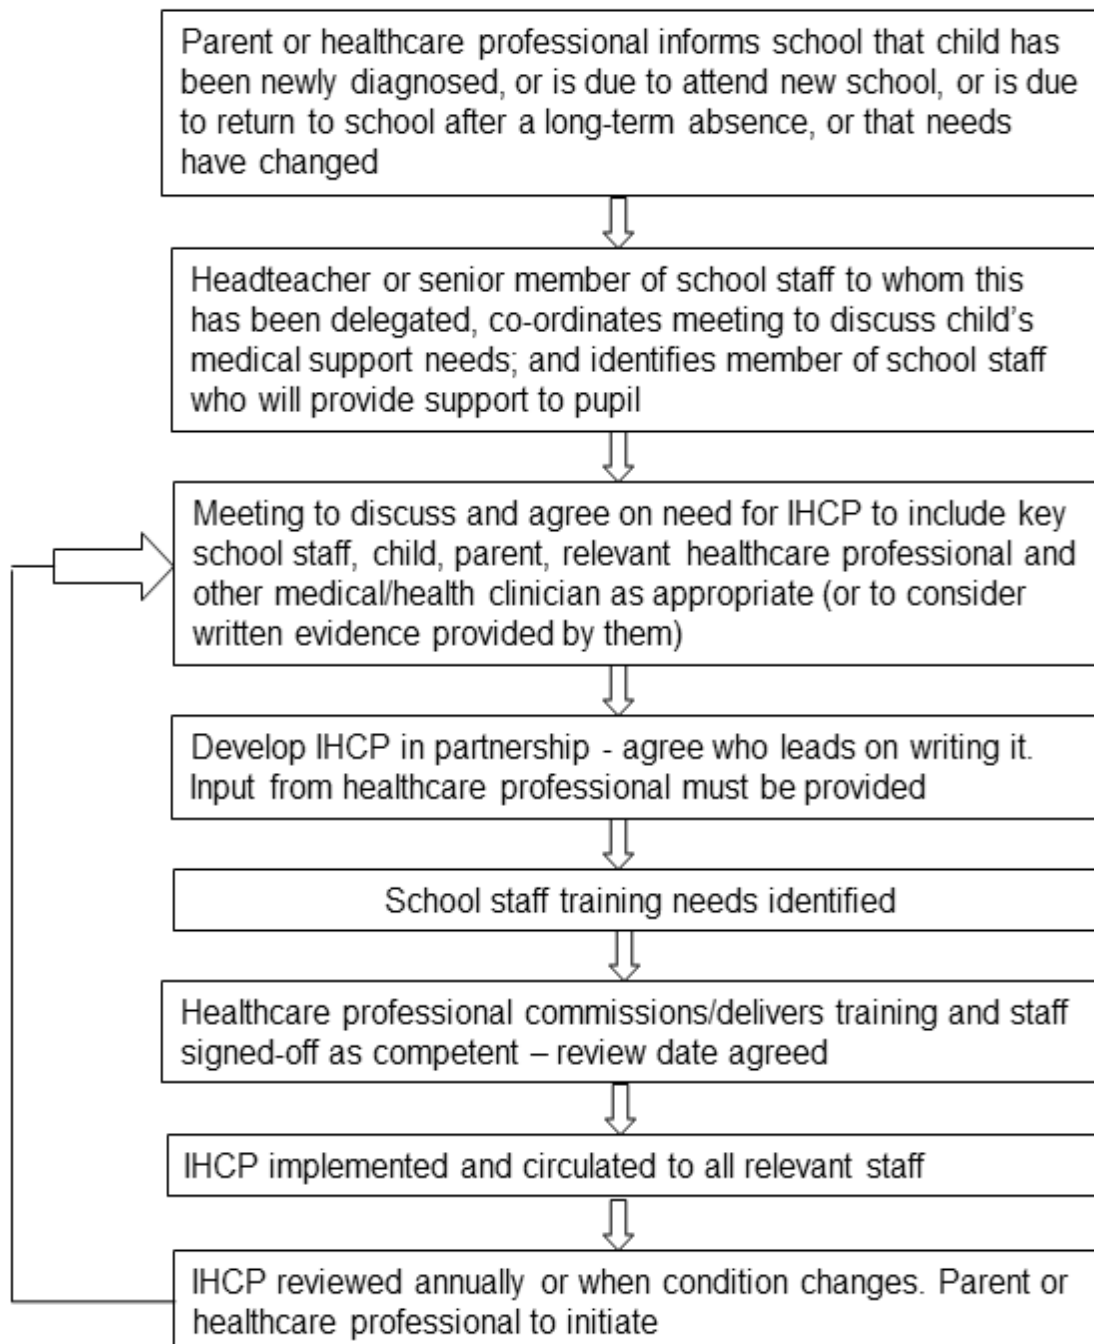 Parent or healthcare professional informs school that child has
been newly diagnosed, or is due to attend new school, or is due
to return to school after a long-term absence, or that needs
have changed
Headteacher or senior member of school staff to whom this
has been delegated, co-ordinates meeting to discuss child’s
medical support needs; and identifies member of school staff
who will provide support to pupil
Meeting to discuss and agree on need for IHCP to include key
school staff, child, parent, relevant healthcare professional and
other medical/health clinician as appropriate (or to consider
written evidence provided by them)
Develop IHCP in partnership - agree who leads on writing it.
Input from healthcare professional must be provided
School staff training needs identified
Healthcare professional commissions/delivers training and staff
signed-off as competent – review date agreed
IHCP implemented and circulated to all relevant staff
IHCP reviewed annually or when condition changes. Parent or
healthcare professional to initiate